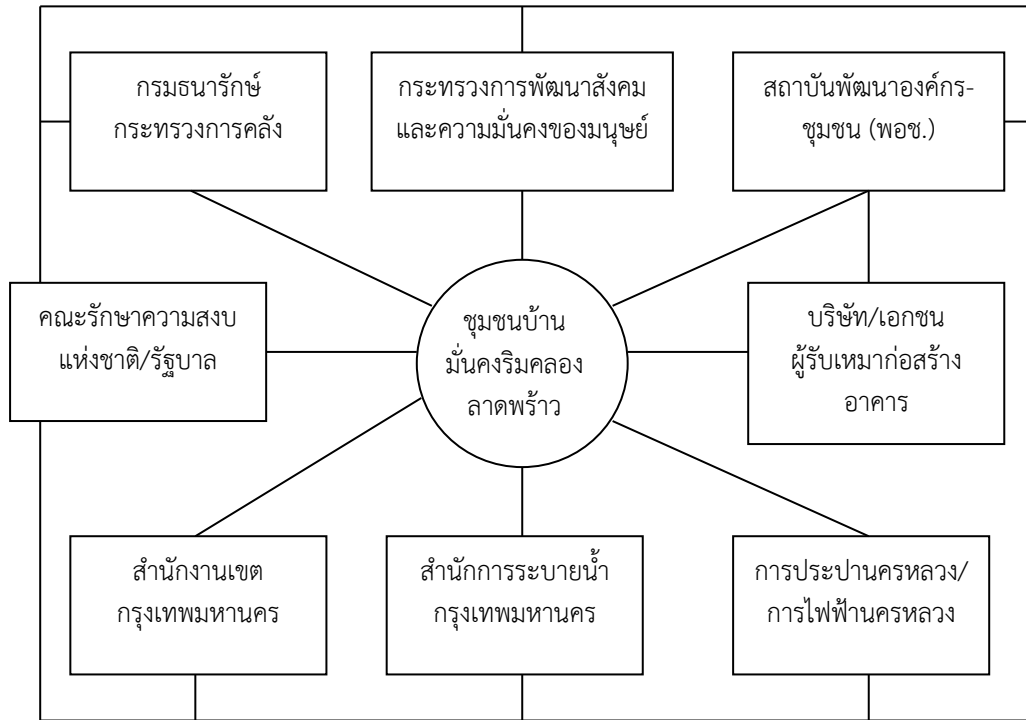 กรมธนารักษ์
กระทรวงการคลัง
กระทรวงการพัฒนาสังคม
และความมั่นคงของมนุษย์
สถาบันพัฒนาองค์กร-
ชุมชน (พอช.)
คณะรักษาความสงบ
แห่งชาติ/รัฐบาล
ชุมชนบ้าน
มั่นคงริมคลอง
ลาดพร้าว
บริษัท/เอกชน
ผู้รับเหมาก่อสร้าง
อาคาร
สำนักงานเขต
กรุงเทพมหานคร
สำนักการระบายน้ำ
กรุงเทพมหานคร
การประปานครหลวง/
การไฟฟ้านครหลวง